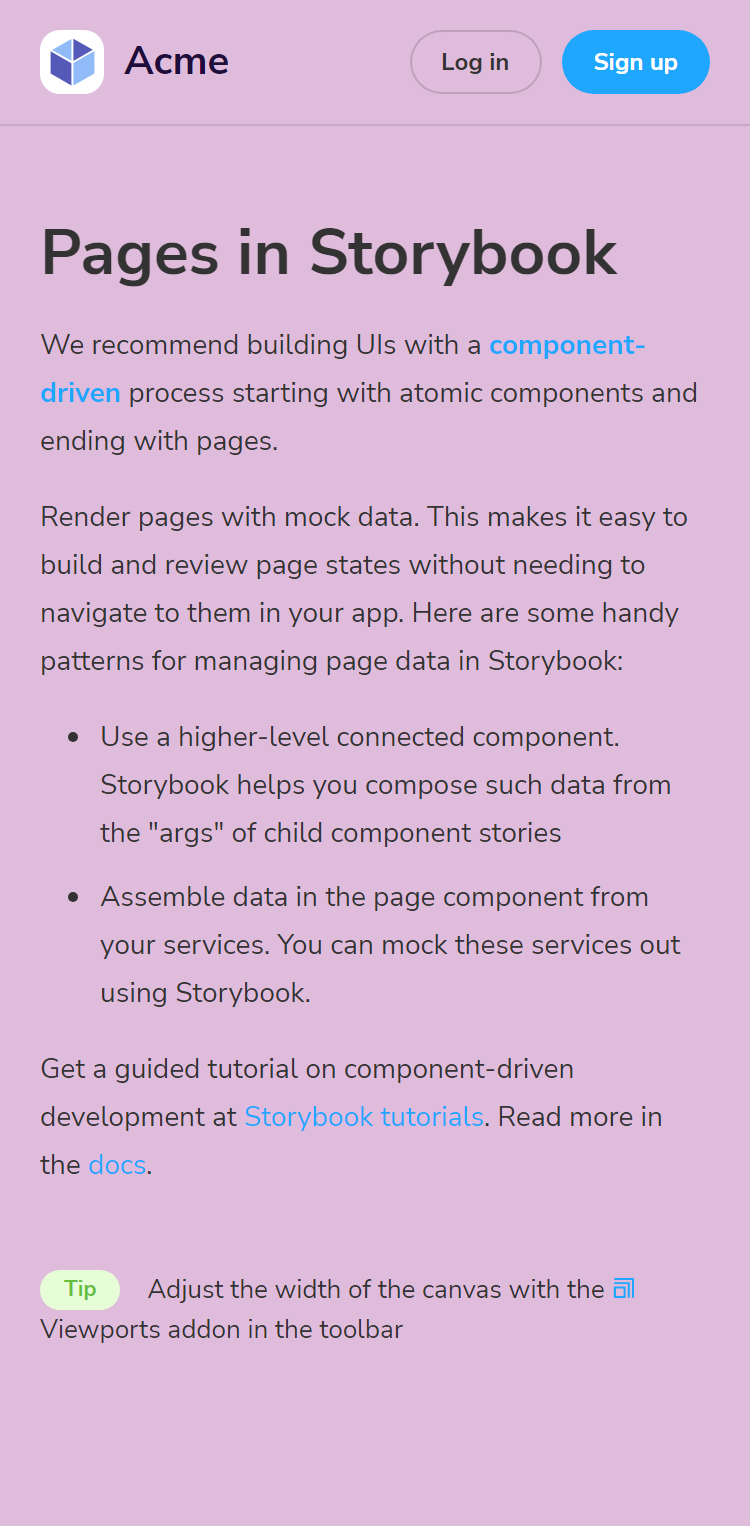 Acme
Log in
Sign up
Pages in Storybook
We recommend building UIs with a component-
driven process starting with atomic components and
ending with pages.
Render pages with mock data. This makes it easy to
build and review page states without needing to
navigate to them in your app. Here are some handy
patterns for managing page data in Storybook:
Use a higher-level connected component.
Storybook helps you compose such data from
the "args" of child component stories
Assemble data in the page component from
your services. You can mock these services out
using Storybook.
Get a guided tutorial on component-driven
development at Storybook tutorials. Read more in
the docs.
Tip Adjust the width of the canvas with the
Viewports addon in the toolbar